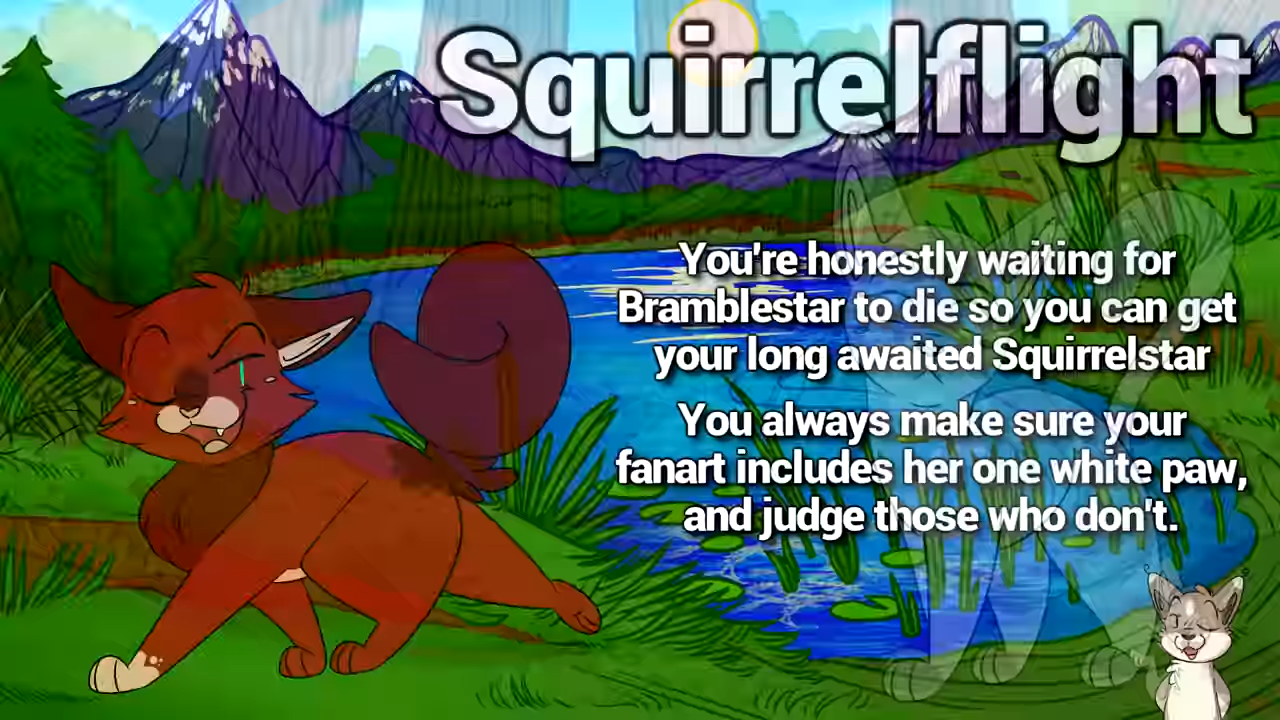 Squirrelflight
You're honestly waiting for
Bramblestar to die so you can get
your long awaited Squirrelstar
You always make sure your
fanart includes her one white paw,
and judge those who don't.